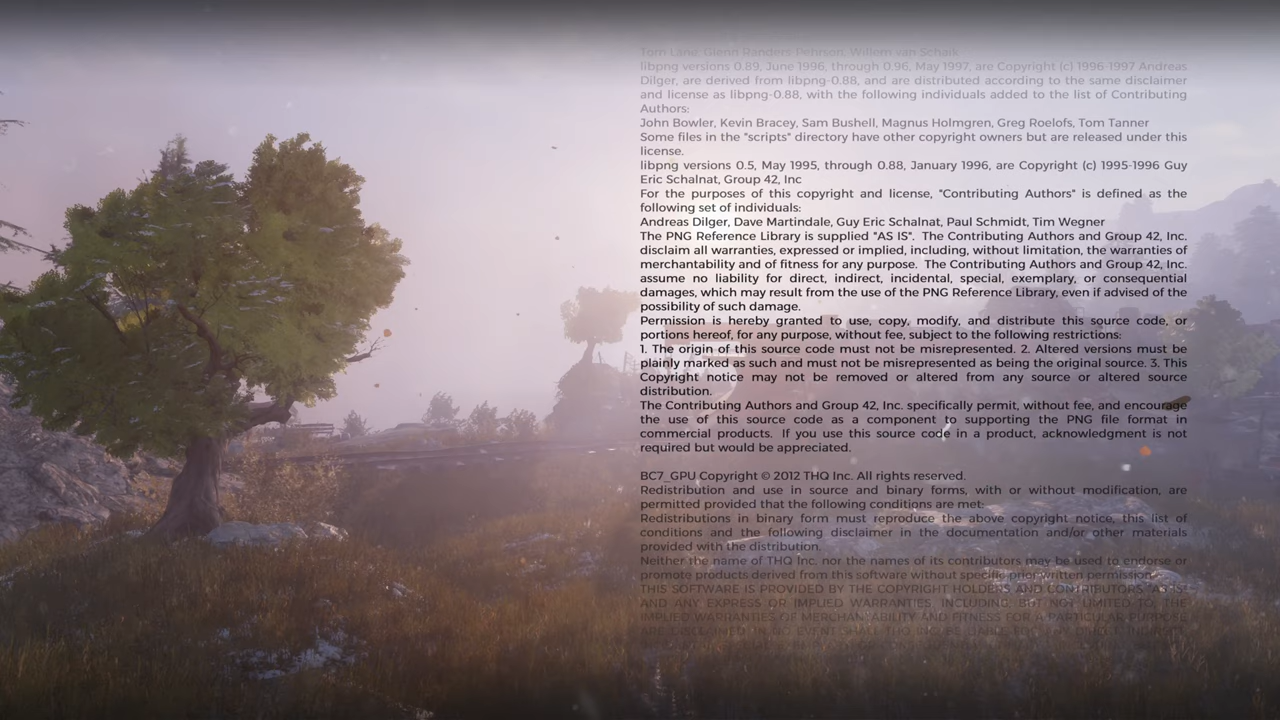 Tom Lane, Glenn Randers-Pehrson, Willem van Schaik
libpng versions 0.89, June 1996, through 0.96, May 1997, are Copyright (c) 1996-1997 Andreas
Dilger, are derived from libpng-0.88, and are distributed according to the same disclaimer
and license as libpng-0.88, with the following individuals added to the list of Contributing
Authors:
John Bowler, Kevin Bracey, Sam Bushell, Magnus Holmgren, Greg Roelofs, Tom Tanner
Some files in the "scripts" directory have other copyright owners but are released under this
license.
libpng versions 0.5, May 1995, through 0.88, January 1996, are Copyright (c) 1995-1996 Guy
Eric Schalnat, Group 42, Inc
For the purposes of this copyright and license, "Contributing Authors" is defined as the
following set of individuals:
Andreas Dilger, Dave Martindale, Guy Eric Schalnat, Paul Schmidt, Tim Wegner
The PNG Reference Library is supplied "AS IS".  The Contributing Authors and Group 42, Inc.
disclaim all warranties, expressed or implied, including, without limitation, the warranties of
merchantability and of fitness for any purpose.  The Contributing Authors and Group 42, Inc.
assume no liability for direct, indirect, incidental, special, exemplary, or consequential
damages, which may result from the use of the PNG Reference Library, even if advised of the
possibility of such damage.
Permission is hereby granted to use, copy, modify, and distribute this source code, or
portions hereof, for any purpose, without fee, subject to the following restrictions:
1. The origin of this source code must not be misrepresented. 2. Altered versions must be
plainly marked as such and must not be misrepresented as being the original source. 3. This
Copyright notice may not be removed or altered from any source or altered source
distribution.
The Contributing Authors and Group 42, Inc. specifically permit, without fee, and encourage
the use of this source code as a component to supporting the PNG file format in
commercial products.  If you use this source code in a product, acknowledgment is not
required but would be appreciated.
BC7_GPU Copyright © 2012 THQ Inc. All rights reserved.
Redistribution and use in source and binary forms, with or without modification, are
permitted provided that the following conditions are met:
Redistributions in binary form must reproduce the above copyright notice, this list of
conditions and the following disclaimer in the documentation and/or other materials
provided with the distribution.
Neither the name of THQ Inc. nor the names of its contributors may be used to endorse or
promote products derived from this software without specific prior written permission.
THIS SOFTWARE IS PROVIDED BY THE COPYRIGHT HOLDERS AND CONTRIBUTORS "AS IS"
AND ANY EXPRESS OR IMPLIED WARRANTIES, INCLUDING, BUT NOT LIMITED TO, THE
IMPLIED WARRANTIES OF MERCHANTABILITY AND FITNESS FOR A PARTICULAR PURPOSE
ARE DISCLAIMED. IN NO EVENT SHALL THQ INC. BE LIABLE FOR ANY DIRECT,